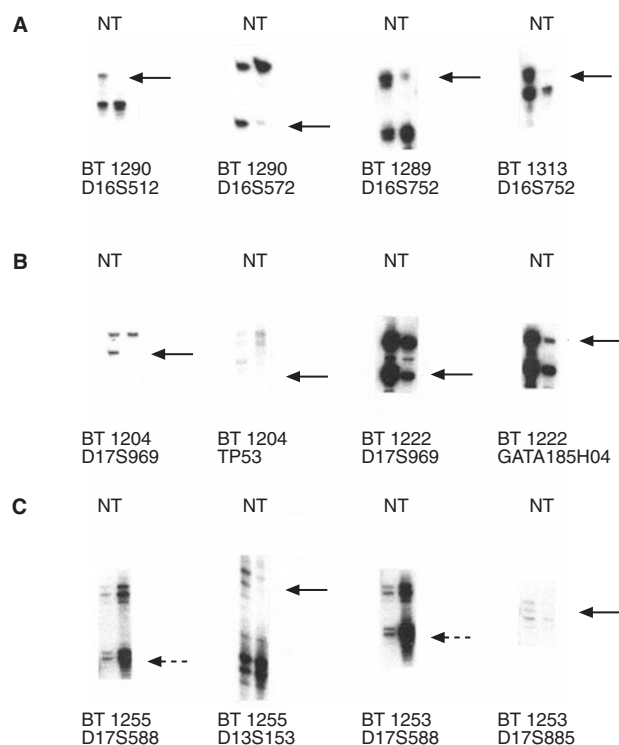 A
NT NT NT NT
BT 1290 BT 1290 BT 1289 BT 1313
D16S512 D16S572 D16S752 D16S752
B
NT NT NT NT
BT 1204 BT 1204 BT 1222 BT 1222
D17S969 TP53 D17S969 GATA185H04
C
NT NT NT NT
BT 1255 BT 1255 BT 1253 BT 1253
D17S588 D13S153 D17S588 D17S885